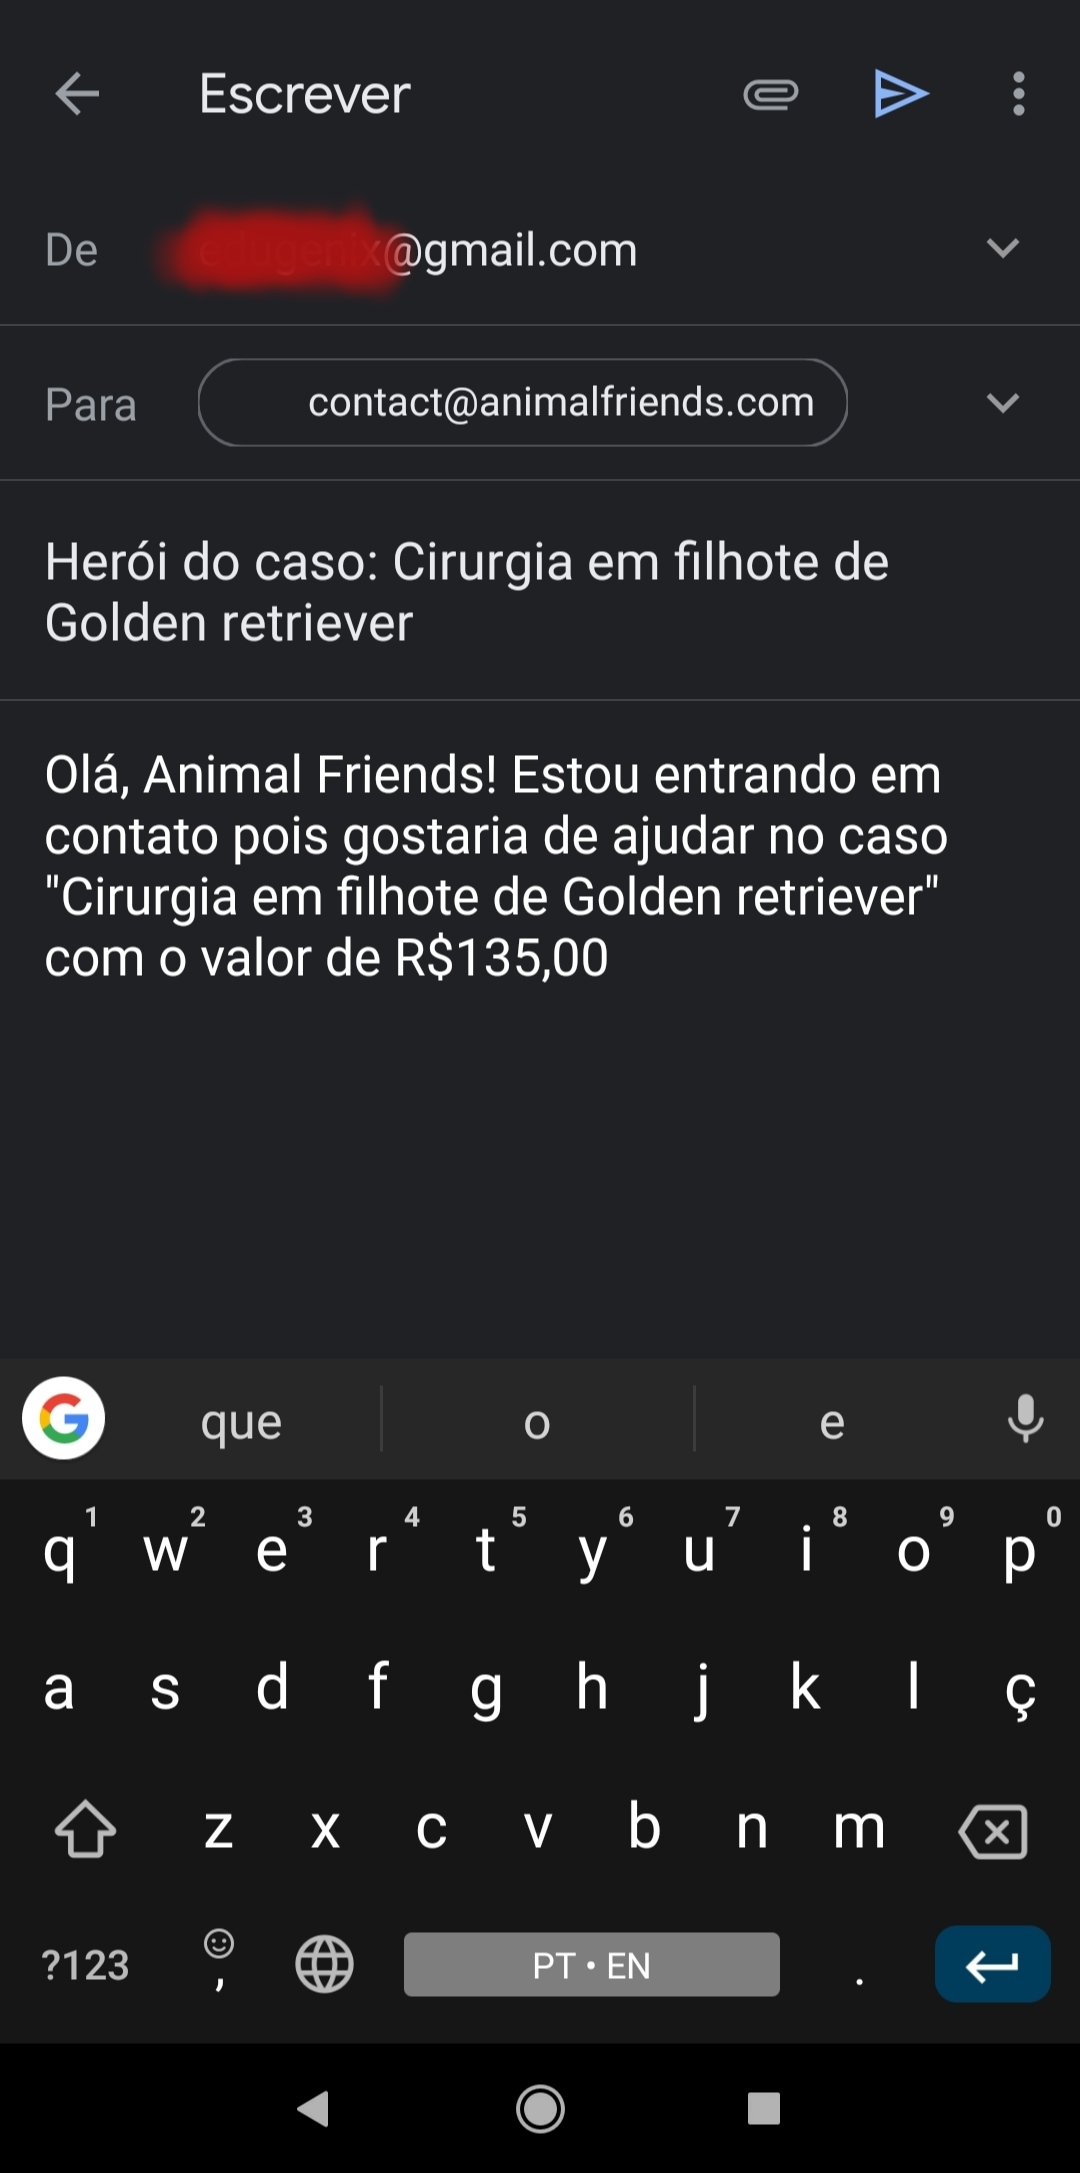 Escrever
De @gmail.com
Para contact@animalfriends.com
Herói do caso: Cirurgia em filhote de
Golden retriever
Olá, Animal Friends! Estou entrando em
contato pois gostaria de ajudar no caso
"Cirurgia em filhote de Golden retriever"
com o valor de R$135,00
que o e
1 2 3 4 5 6 7 8 9 0
q w e r t y u i o p
a s d f g h j k l ç
z x c v b n m
?123 , PT • EN .